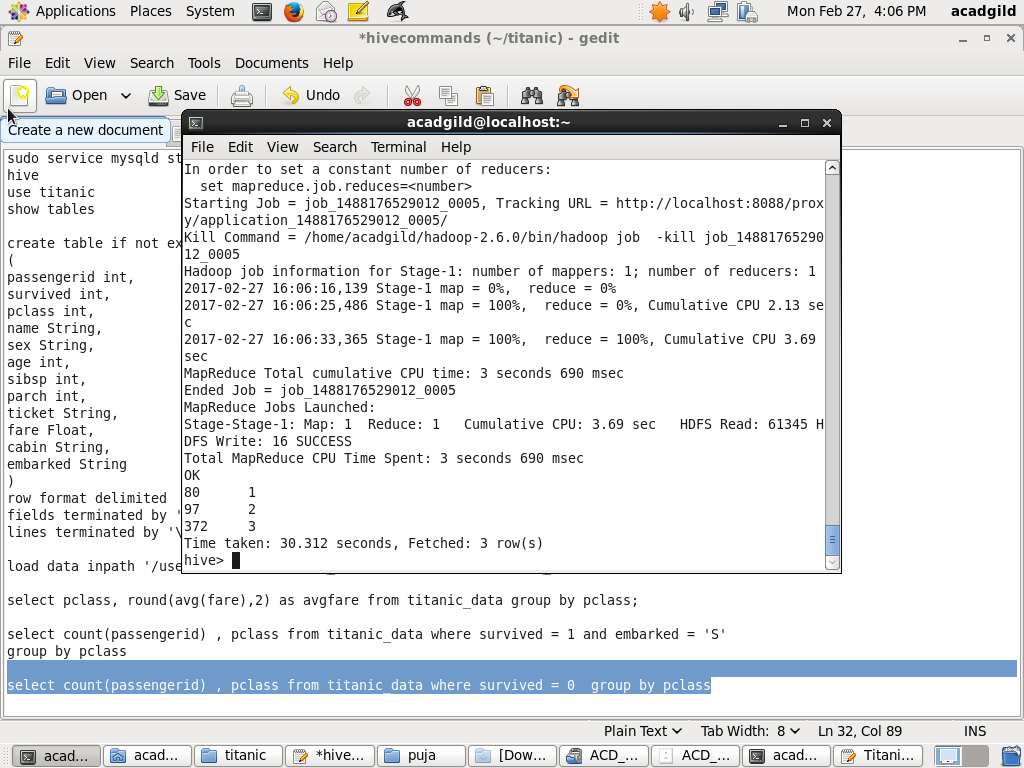 Applications Places System Mon Feb 27, 4:06 PM acadgild
*hivecommands (~/titanic) - gedit
File Edit View Search Tools Documents Help
Open Save Undo
Create a new document
sudo service mysqld st
hive
use titanic
show tables
create table if not ex
(
passengerid int,
survived int,
pclass int,
name String,
sex String,
age int,
sibsp int,
parch int,
ticket String,
fare Float,
cabin String,
embarked String
)
row format delimited
fields terminated by '
lines terminated by '\
load data inpath '/use
select pclass, round(avg(fare),2) as avgfare from titanic_data group by pclass;
select count(passengerid) , pclass from titanic_data where survived = 1 and embarked = 'S'
group by pclass
select count(passengerid) , pclass from titanic_data where survived = 0  group by pclass
acadgild@localhost:~
File Edit View Search Terminal Help
In order to set a constant number of reducers:
  set mapreduce.job.reduces=<number>
Starting Job = job_1488176529012_0005, Tracking URL = http://localhost:8088/prox
y/application_1488176529012_0005/
Kill Command = /home/acadgild/hadoop-2.6.0/bin/hadoop job  -kill job_14881765290
12_0005
Hadoop job information for Stage-1: number of mappers: 1; number of reducers: 1
2017-02-27 16:06:16,139 Stage-1 map = 0%,  reduce = 0%
2017-02-27 16:06:25,486 Stage-1 map = 100%,  reduce = 0%, Cumulative CPU 2.13 se
c
2017-02-27 16:06:33,365 Stage-1 map = 100%,  reduce = 100%, Cumulative CPU 3.69
sec
MapReduce Total cumulative CPU time: 3 seconds 690 msec
Ended Job = job_1488176529012_0005
MapReduce Jobs Launched:
Stage-Stage-1: Map: 1  Reduce: 1   Cumulative CPU: 3.69 sec   HDFS Read: 61345 H
DFS Write: 16 SUCCESS
Total MapReduce CPU Time Spent: 3 seconds 690 msec
OK
80      1
97      2
372     3
Time taken: 30.312 seconds, Fetched: 3 row(s)
hive>
Plain Text Tab Width: 8 Ln 32, Col 89 INS
acad... acad... titanic *hive... puja [Dow... ACD_... ACD_... acad... Titani...